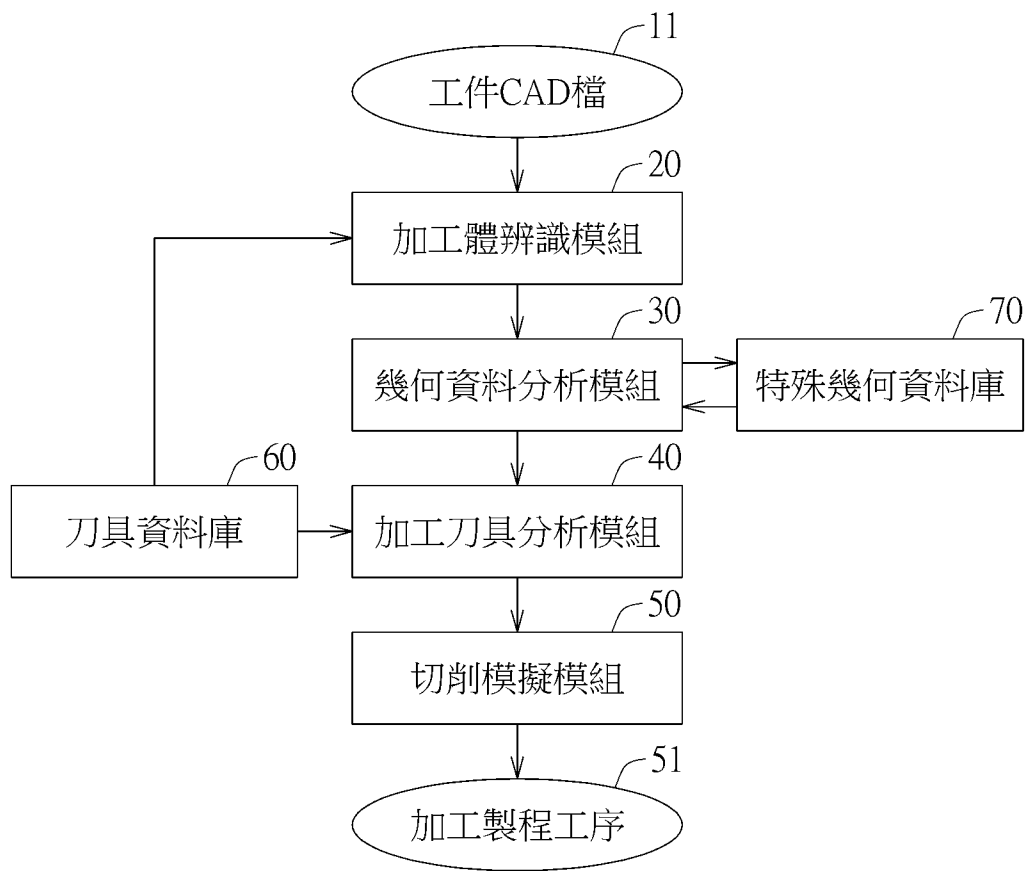 11
工件CAD檔
20
加工體辨識模組
30
幾何資料分析模組
70
特殊幾何資料庫
60
刀具資料庫
40
加工刀具分析模組
50
切削模擬模組
51
加工製程工序